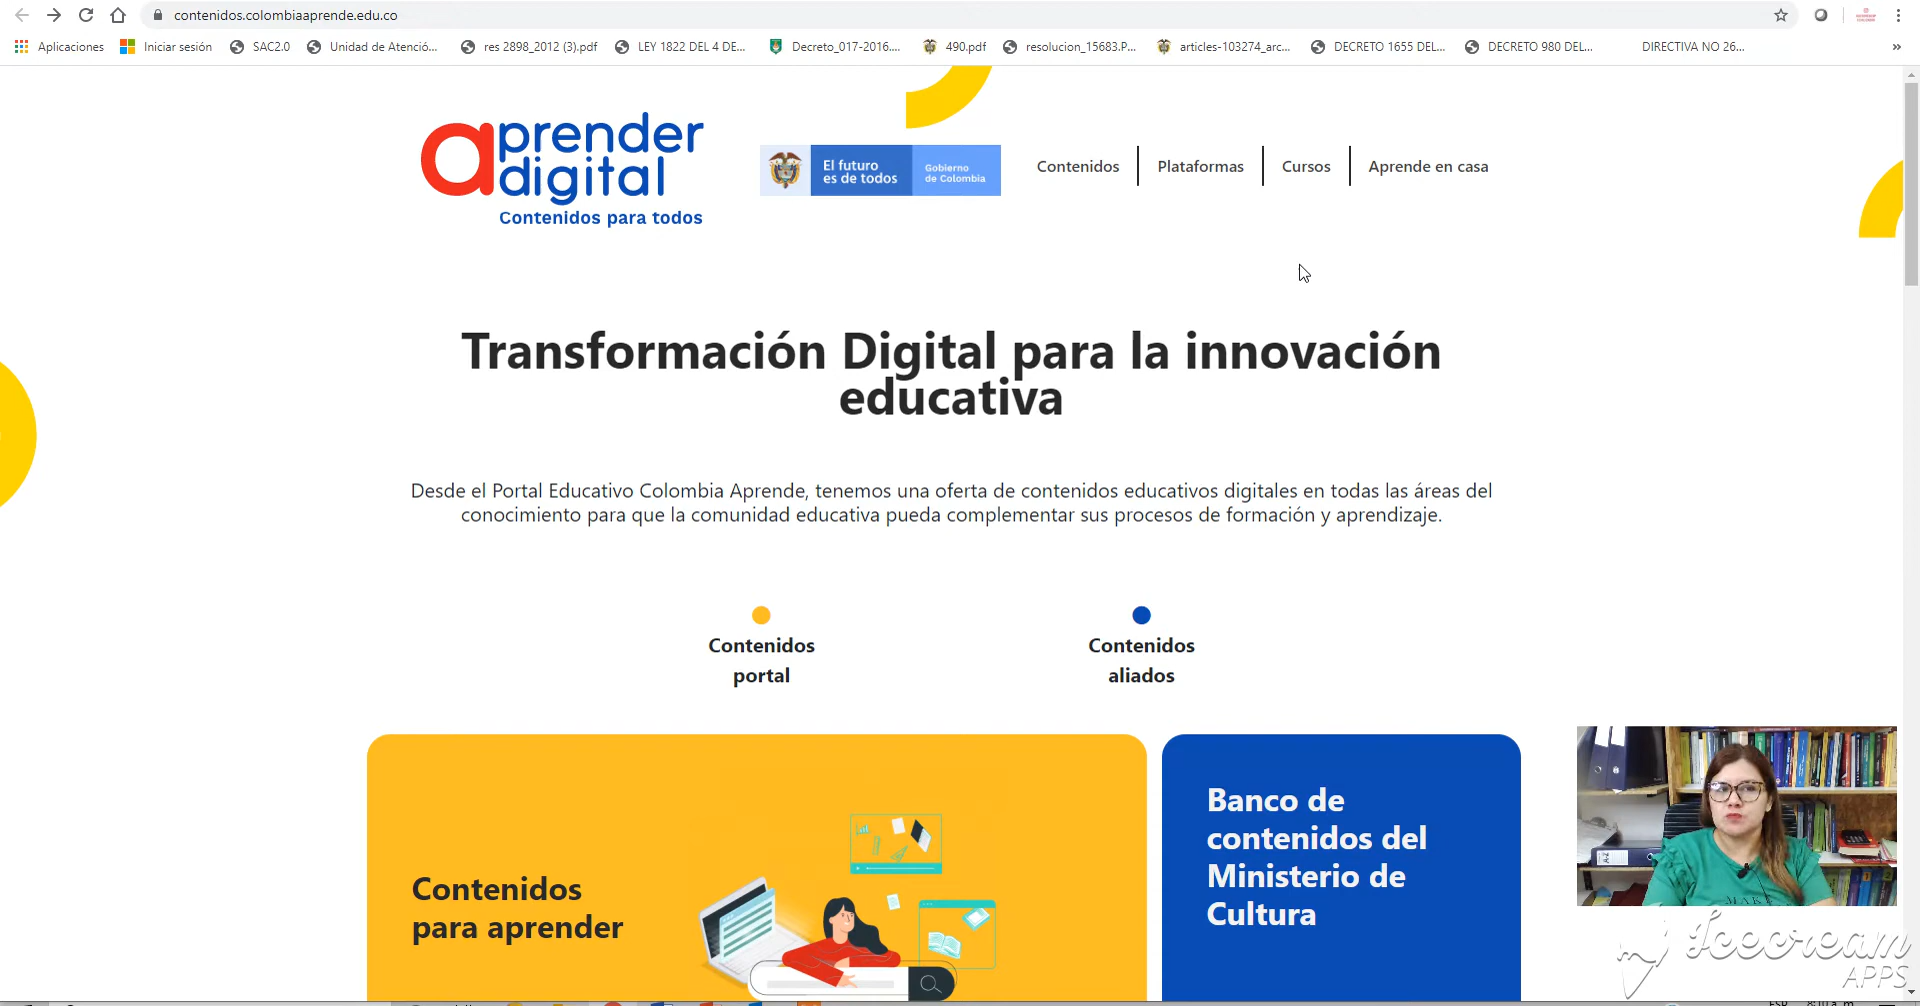 contenidos.colombiaaprende.edu.co
Aplicaciones
Iniciar sesión
SAC2.0
Unidad de Atenció...
res 2898_2012 (3).pdf
LEY 1822 DEL 4 DE...
Decreto_017-2016....
490.pdf
resolucion_15683.P...
articles-103274_arc...
DECRETO 1655 DEL...
DECRETO 980 DEL...
DIRECTIVA NO 26...
»
aprender
digital
Contenidos para todos
El futuro
es de todos
Gobierno
de Colombia
Contenidos
Plataformas
Cursos
Aprende en casa
Transformación Digital para la innovación
educativa
Desde el Portal Educativo Colombia Aprende, tenemos una oferta de contenidos educativos digitales en todas las áreas del
conocimiento para que la comunidad educativa pueda complementar sus procesos de formación y aprendizaje.
Contenidos
portal
Contenidos
aliados
Contenidos
para aprender
Banco de
contenidos del
Ministerio de
Cultura
A-Z
Icecream
APPS